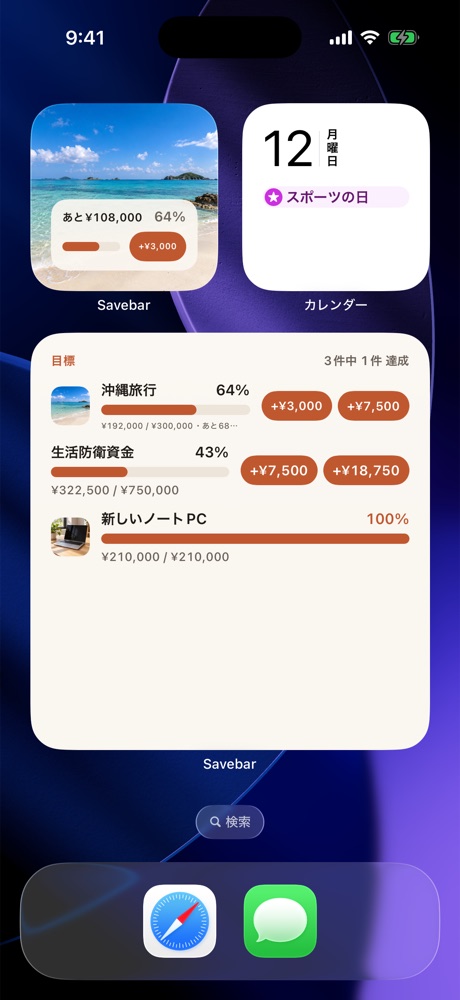 9:41
あと¥108,000 64%
+¥3,000
Savebar
12 月曜日
スポーツの日
カレンダー
目標 3件中 1件 達成
沖縄旅行 64%
¥192,000 / ¥300,000・あと68…
+¥3,000 +¥7,500
生活防衛資金 43%
¥322,500 / ¥750,000
+¥7,500 +¥18,750
新しいノートPC 100%
¥210,000 / ¥210,000
Savebar
検索